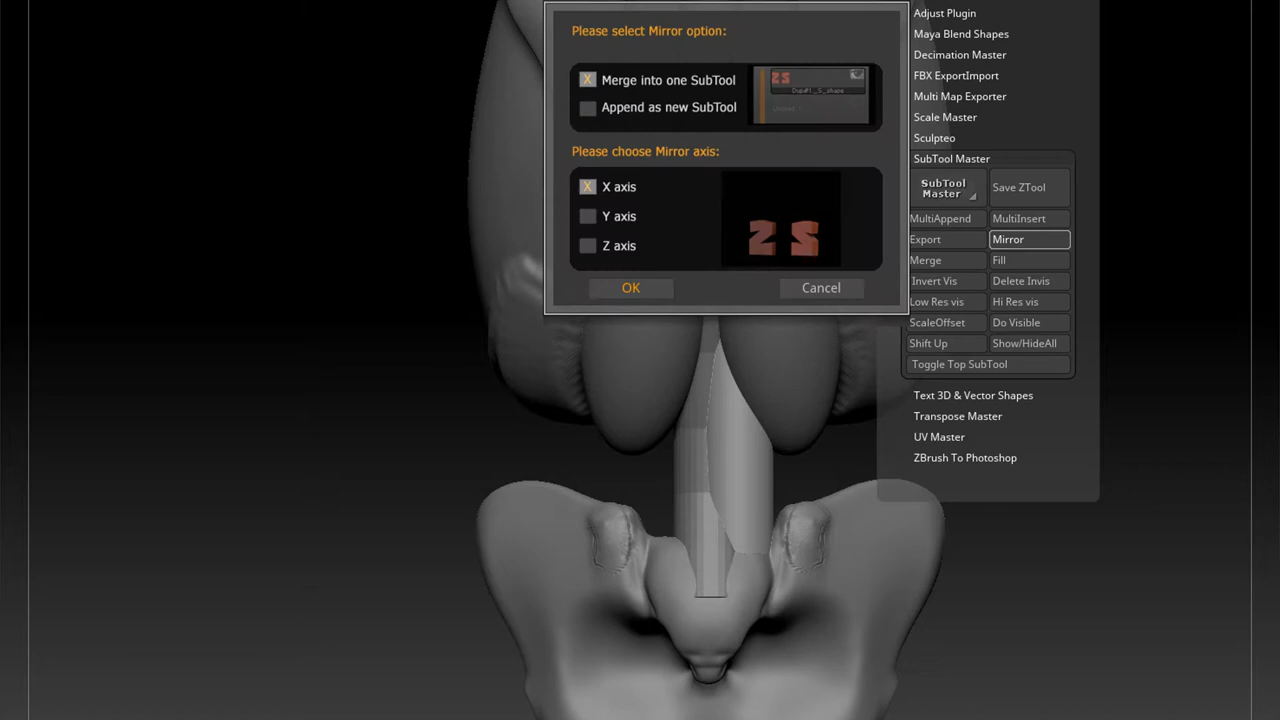 Please select Mirror option:
X Merge into one SubTool
Append as new SubTool
Dup#1_S_shape
Please choose Mirror axis:
X X axis
Y axis
Z axis
OK Cancel
Adjust Plugin
Maya Blend Shapes
Decimation Master
FBX ExportImport
Multi Map Exporter
Scale Master
Sculpteo
SubTool Master
SubTool
Master
Save ZTool
MultiAppend MultiInsert
Export Mirror
Merge Fill
Invert Vis Delete Invis
Low Res vis Hi Res vis
ScaleOffset Do Visible
Shift Up Show/HideAll
Toggle Top SubTool
Text 3D & Vector Shapes
Transpose Master
UV Master
ZBrush To Photoshop